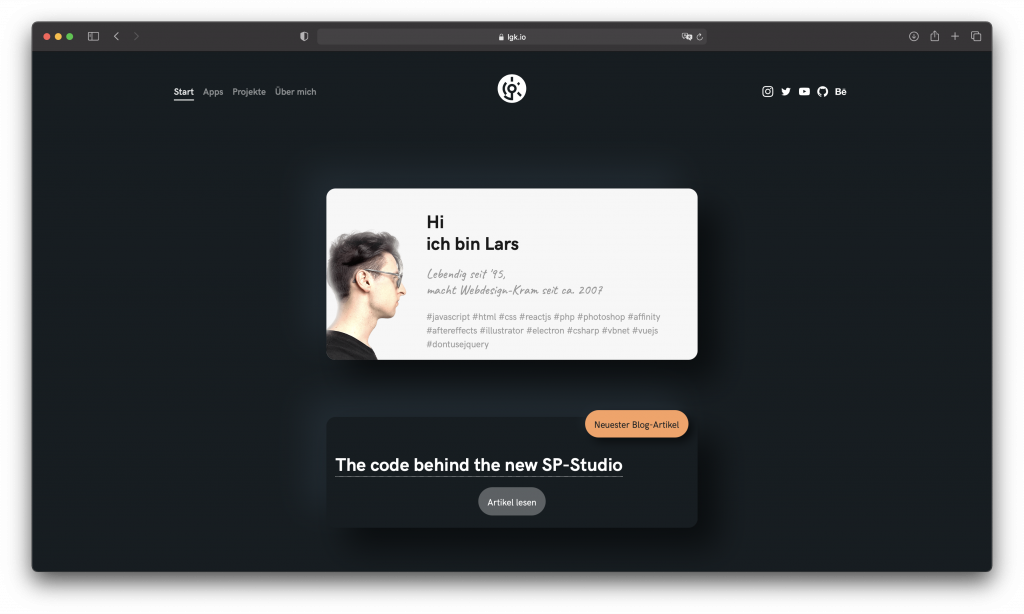 lgk.io
Start Apps Projekte Über mich
Bē
Hi
ich bin Lars
Lebendig seit '95,
macht Webdesign-Kram seit ca. 2007
#javascript #html #css #reactjs #php #photoshop #affinity
#aftereffects #illustrator #electron #csharp #vbnet #vuejs
#dontusejquery
Neuester Blog-Artikel
The code behind the new SP-Studio
Artikel lesen